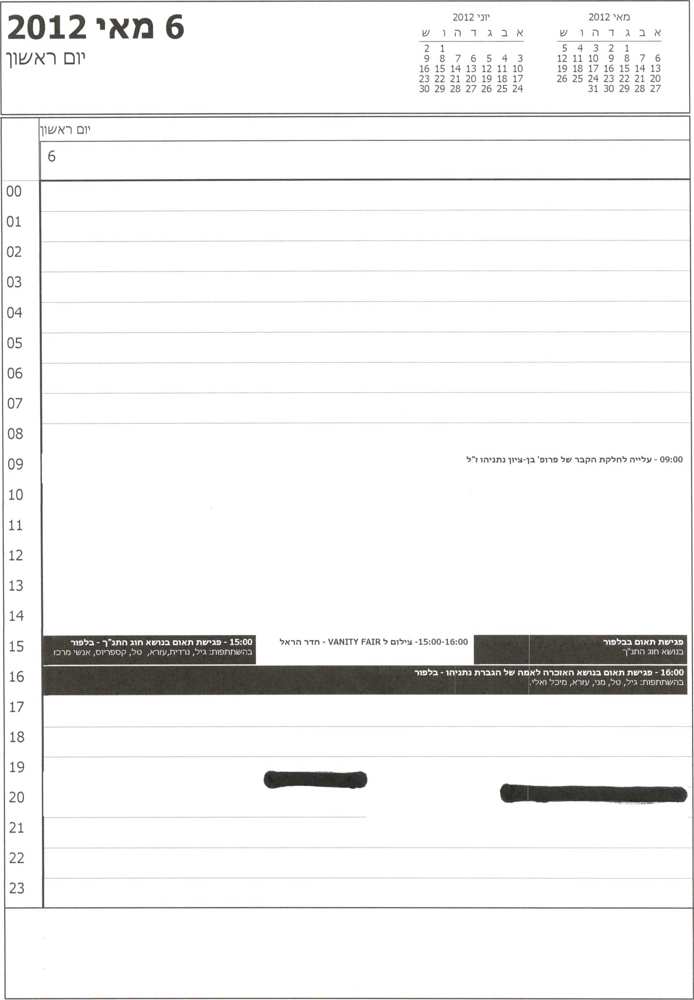 6 מאי 2012
יום ראשון
מאי 2012
א ב ג ד ה ו ש
1 2 3 4 5
6 7 8 9 10 11 12
13 14 15 16 17 18 19
20 21 22 23 24 25 26
27 28 29 30 31
יוני 2012
א ב ג ד ה ו ש
1 2
3 4 5 6 7 8 9
10 11 12 13 14 15 16
17 18 19 20 21 22 23
24 25 26 27 28 29 30
יום ראשון
6
00
01
02
03
04
05
06
07
08
09
09:00 - עלייה לחלקת הקבר של פרופ' בן-ציון נתניהו ז"ל
10
11
12
13
14
15
פגישת תאום בבלפור
בנושא חוג התנ"ך
15:00-16:00- צילום ל VANITY FAIR - חדר הראל
15:00 - פגישת תאום בנושא חוג התנ"ך - בלפור
בהשתתפות: גיל, נרדית,עזרא, טל, קספריוס, אנשי מרכז
16
16:00 - פגישת תאום בנושא האזכרה לאמה של הגברת נתניהו - בלפור
בהשתתפות: גיל, טל, מני, עזרא, מיכל ואלי.
17
18
19
20
21
22
23